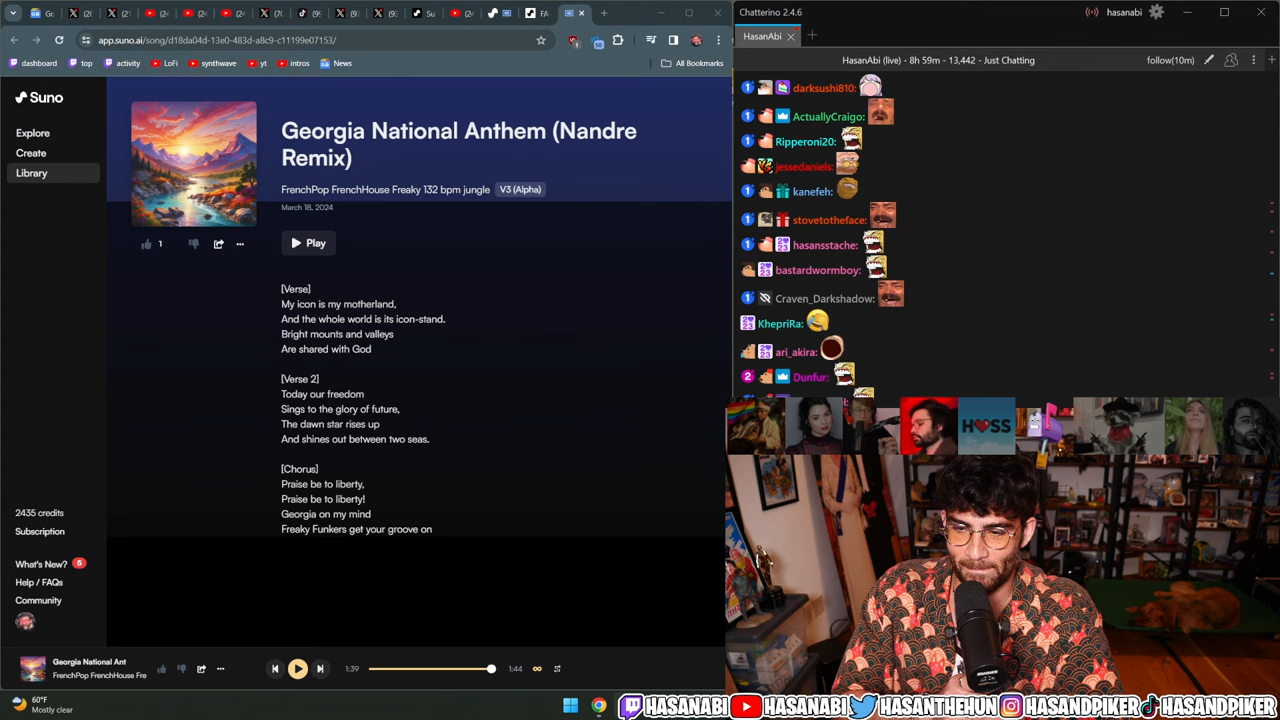 app.suno.ai/song/d18da04d-13e0-483d-a8c9-c11199e07153/
dashboard
top
activity
LoFi
synthwave
yt
intros
News
All Bookmarks
Suno
Explore
Create
Library
Georgia National Anthem (Nandre
Remix)
FrenchPop FrenchHouse Freaky 132 bpm jungle V3 (Alpha)
March 18, 2024
1
Play
[Verse]
My icon is my motherland,
And the whole world is its icon-stand.
Bright mounts and valleys
Are shared with God
[Verse 2]
Today our freedom
Sings to the glory of future,
The dawn star rises up
And shines out between two seas.
[Chorus]
Praise be to liberty,
Praise be to liberty!
Georgia on my mind
Freaky Funkers get your groove on
2435 credits
Subscription
What's New? 5
Help / FAQs
Community
Georgia National Ant
FrenchPop FrenchHouse Fre
1:39
1:44
60°F
Mostly clear
Chatterino 2.4.6
hasanabi
HasanAbi
HasanAbi (live) - 8h 59m - 13,442 - Just Chatting
follow(10m)
darksushi810:
ActuallyCraigo:
Ripperoni20:
jessedaniels:
kanefeh:
stovetotheface:
hasansstache:
bastardwormboy:
Craven_Darkshadow:
KhepriRa:
ari_akira:
Dunfur:
HOSS
HASANABI
HASANABI
HASANTHEHUN
HASANDPIKER
HASANDPIKER